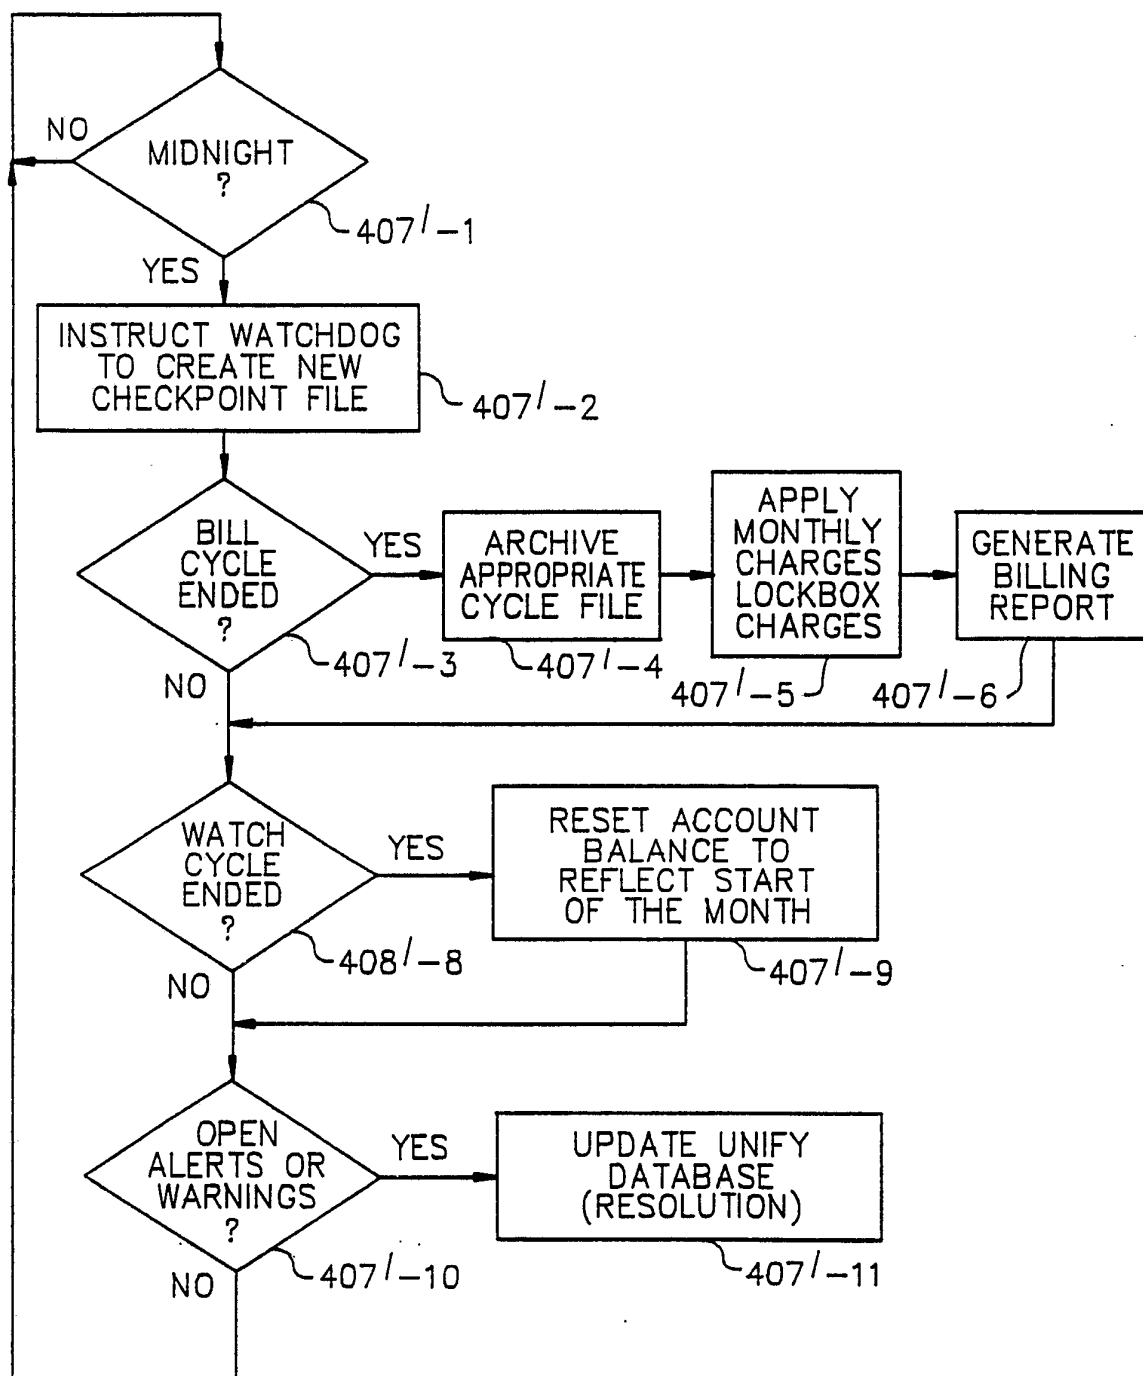 NO
MIDNIGHT
?
407/-1
YES
INSTRUCT WATCHDOG
TO CREATE NEW
CHECKPOINT FILE
407/-2
BILL
CYCLE
ENDED
?
407/-3
YES
ARCHIVE
APPROPRIATE
CYCLE FILE
407/-4
APPLY
MONTHLY
CHARGES
LOCKBOX
CHARGES
407/-5
GENERATE
BILLING
REPORT
407/-6
NO
WATCH
CYCLE
ENDED
?
408/-8
YES
RESET ACCOUNT
BALANCE TO
REFLECT START
OF THE MONTH
407/-9
NO
OPEN
ALERTS OR
WARNINGS
?
407/-10
YES
UPDATE UNIFY
DATABASE
(RESOLUTION)
407/-11
NO